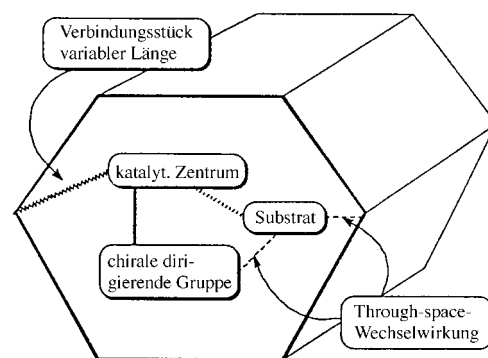 Verbindungsstück
variabler Länge
katalyt. Zentrum
Substrat
chirale diri-
gierende Gruppe
Through-space-
Wechselwirkung